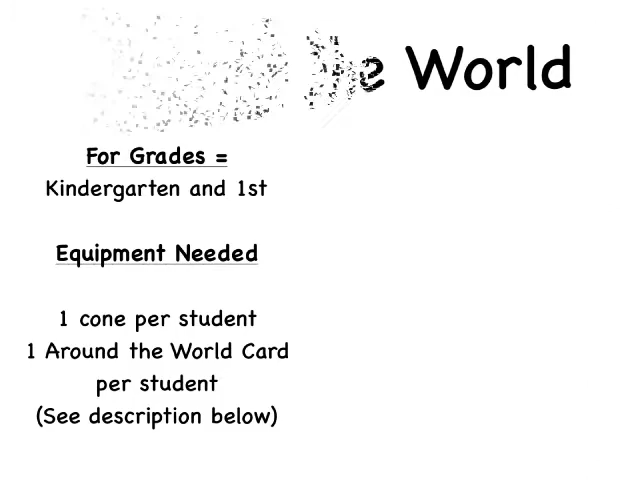 the World
For Grades =
Kindergarten and 1st
Equipment Needed
1 cone per student
1 Around the World Card
per student
(See description below)